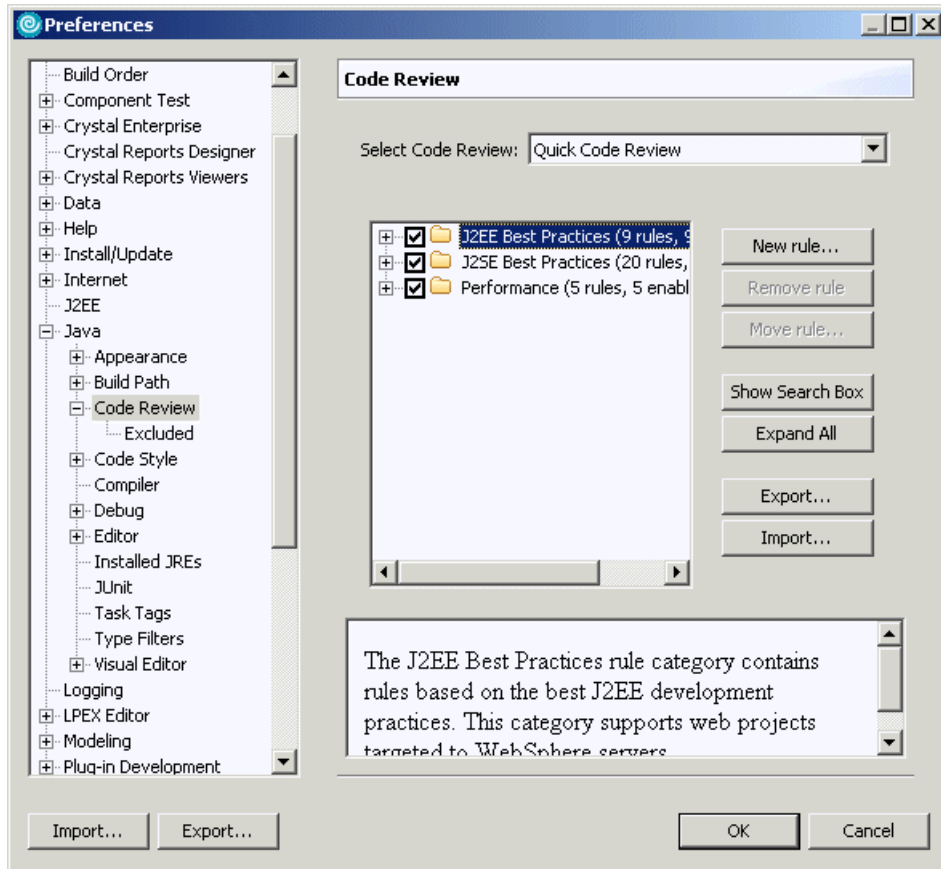 Preferences
Build Order
Component Test
Crystal Enterprise
Crystal Reports Designer
Crystal Reports Viewers
Data
Help
Install/Update
Internet
J2EE
Java
Appearance
Build Path
Code Review
Excluded
Code Style
Compiler
Debug
Editor
Installed JREs
JUnit
Task Tags
Type Filters
Visual Editor
Logging
LPEX Editor
Modeling
Plug-in Development
Import...
Export...
Code Review
Select Code Review: Quick Code Review
J2EE Best Practices (9 rules, 9
J2SE Best Practices (20 rules,
Performance (5 rules, 5 enabl
New rule...
Remove rule
Move rule...
Show Search Box
Expand All
Export...
Import...
The J2EE Best Practices rule category contains
rules based on the best J2EE development
practices. This category supports web projects
targeted to WebSphere servers
OK
Cancel